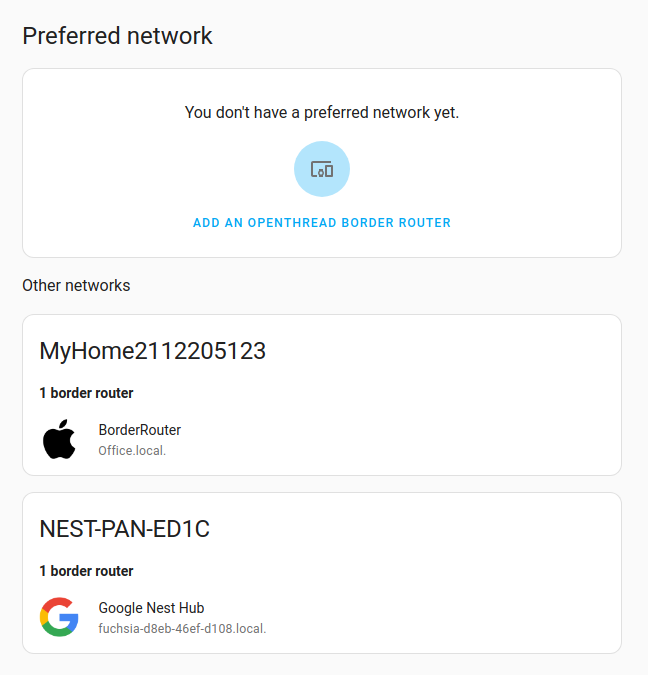 Preferred network
You don't have a preferred network yet.
ADD AN OPENTHREAD BORDER ROUTER
Other networks
MyHome2112205123
1 border router
BorderRouter
Office.local.
NEST-PAN-ED1C
1 border router
Google Nest Hub
fuchsia-d8eb-46ef-d108.local.